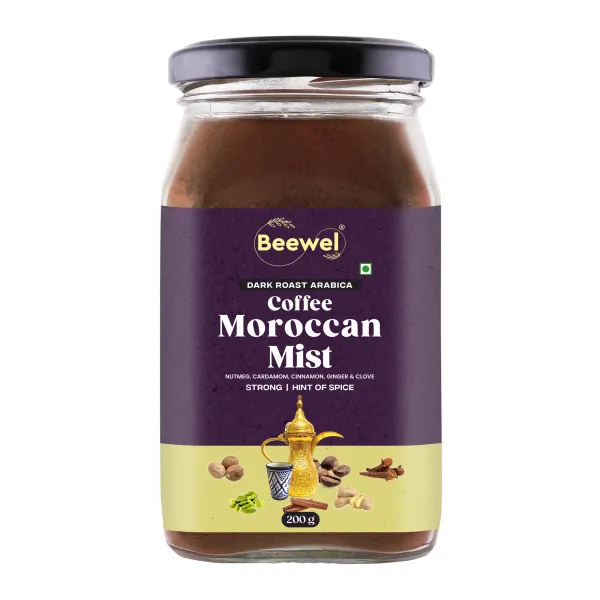 Beewel®
DARK ROAST ARABICA
Coffee
Moroccan
Mist
NUTMEG, CARDAMOM, CINNAMON, GINGER & CLOVE
STRONG | HINT OF SPICE
200 g